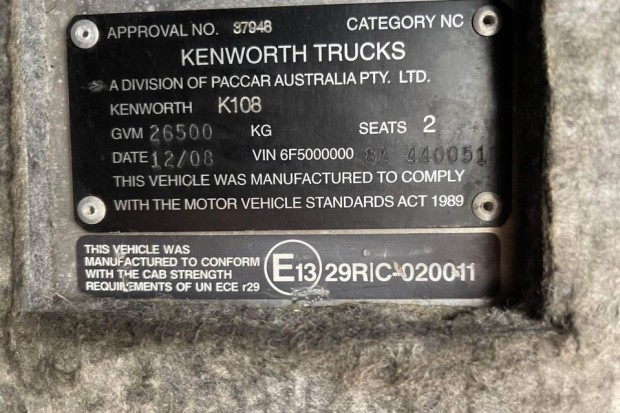 APPROVAL NO. 37948 CATEGORY NC
KENWORTH TRUCKS
A DIVISION OF PACCAR AUSTRALIA PTY. LTD.
KENWORTH K108
GVM 26500 KG SEATS 2
DATE 12/08 VIN 6F5000000 8A 440051
THIS VEHICLE WAS MANUFACTURED TO COMPLY
WITH THE MOTOR VEHICLE STANDARDS ACT 1989
THIS VEHICLE WAS
MANUFACTURED TO CONFORM
WITH THE CAB STRENGTH
REQUIREMENTS OF UN ECE r29
E13 29RIC-020011